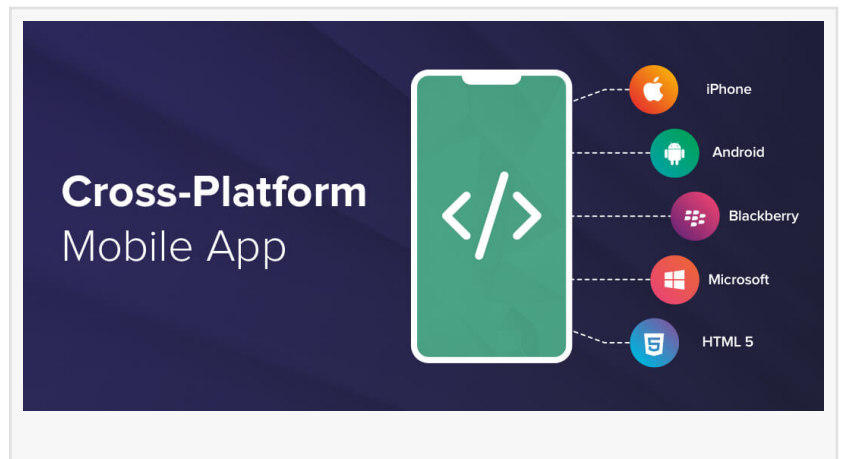 Cross-Platform
Mobile App
</>
iPhone
Android
Blackberry
Microsoft
HTML 5